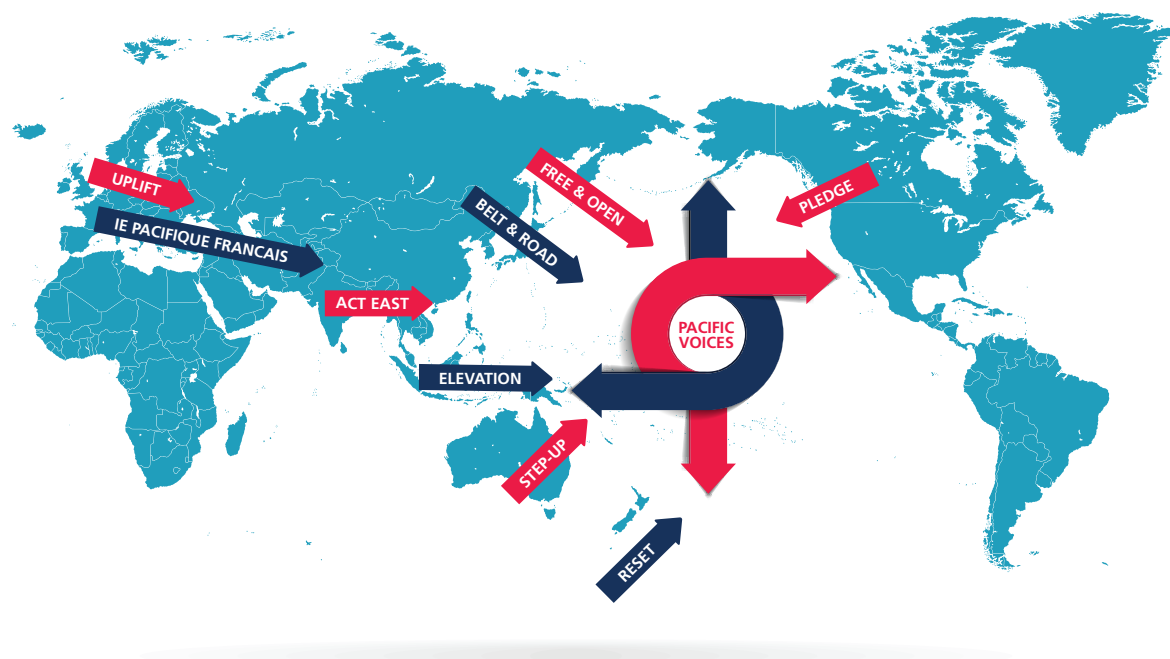 UPLIFT
IE PACIFIQUE FRANCAIS
ACT EAST
BELT & ROAD
FREE & OPEN
PLEDGE
PACIFIC
VOICES
ELEVATION
STEP-UP
RESET